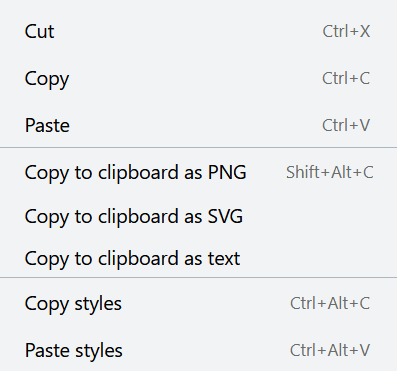 Cut Ctrl+X
Copy Ctrl+C
Paste Ctrl+V
Copy to clipboard as PNG Shift+Alt+C
Copy to clipboard as SVG
Copy to clipboard as text
Copy styles Ctrl+Alt+C
Paste styles Ctrl+Alt+V